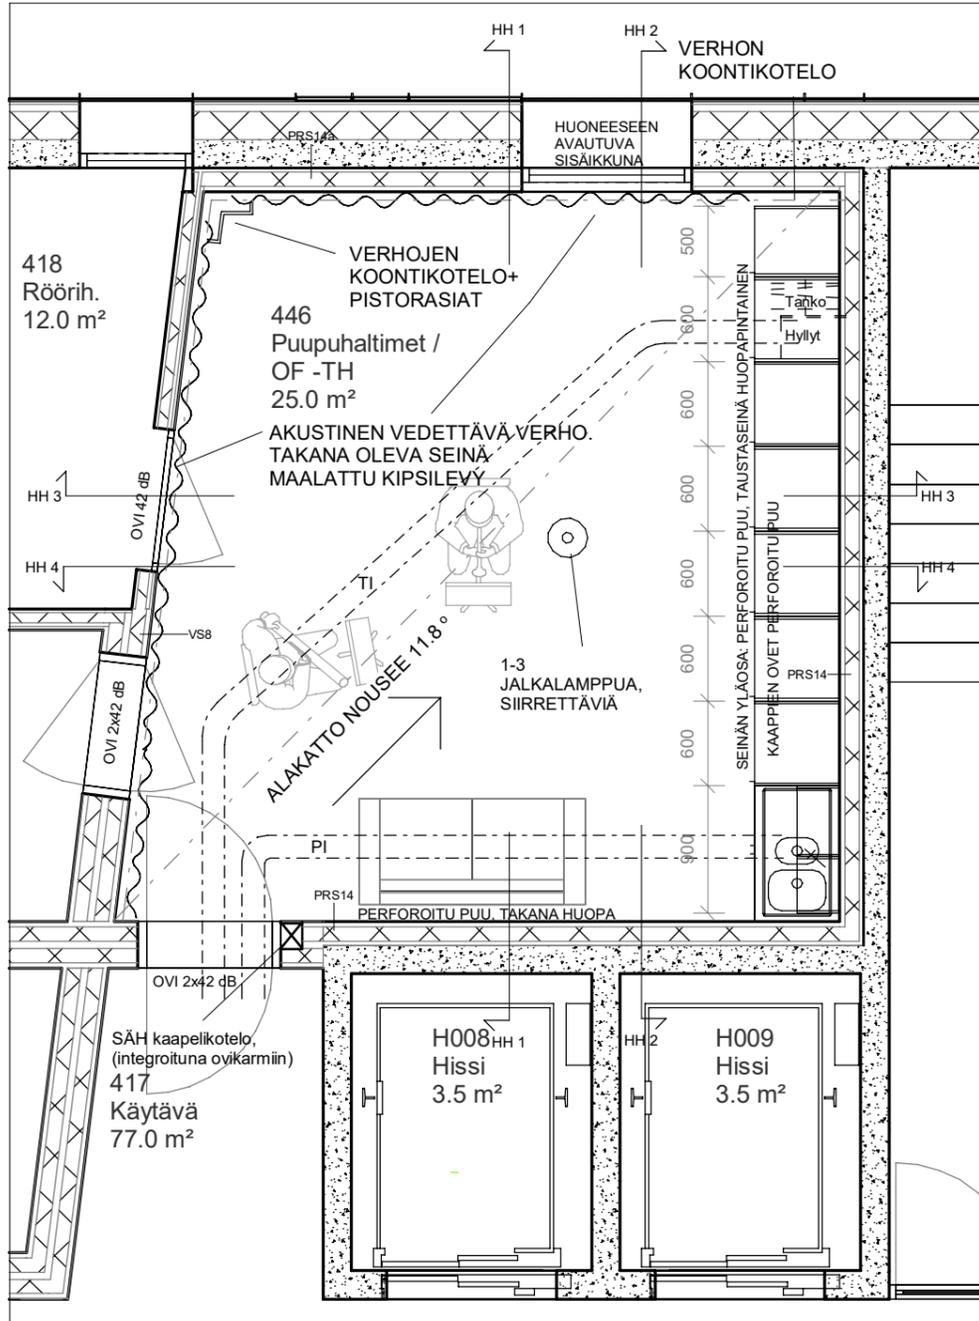 HH 1
HH 2
VERHON
KOONTIKOTELO
PRS14a
HUONEESEEN
AVAUTUVA
SISÄIKKUNA
418
Röörih.
12.0 m²
VERHOJEN
KOONTIKOTELO+
PISTORASIAT
446
Puupuhaltimet /
OF -TH
25.0 m²
500
600
600
600
600
600
600
900
Tanko
Hyllyt
AKUSTINEN VEDETTÄVÄ VERHO.
TAKANA OLEVA SEINÄ
MAALATTU KIPSILEVY
HH 3
HH 3
OVI 42 dB
HH 4
HH 4
TI
VS8
SEINÄN YLÄOSA: PERFOROITU PUU, TAUSTASEINÄ HUOPAPINTAINEN
KAAPPIEN OVET PERFOROITU PUU
1-3
JALKALAMPPUA,
SIIRRETTÄVIÄ
PRS14
OVI 2x42 dB
ALAKATTO NOUSEE 11.8 º
PI
PRS14
PERFOROITU PUU, TAKANA HUOPA
OVI 2x42 dB
SÄH kaapelikotelo,
(integroituna ovikarmiin)
417
Käytävä
77.0 m²
H008
Hissi
3.5 m²
HH 1
HH 2
H009
Hissi
3.5 m²